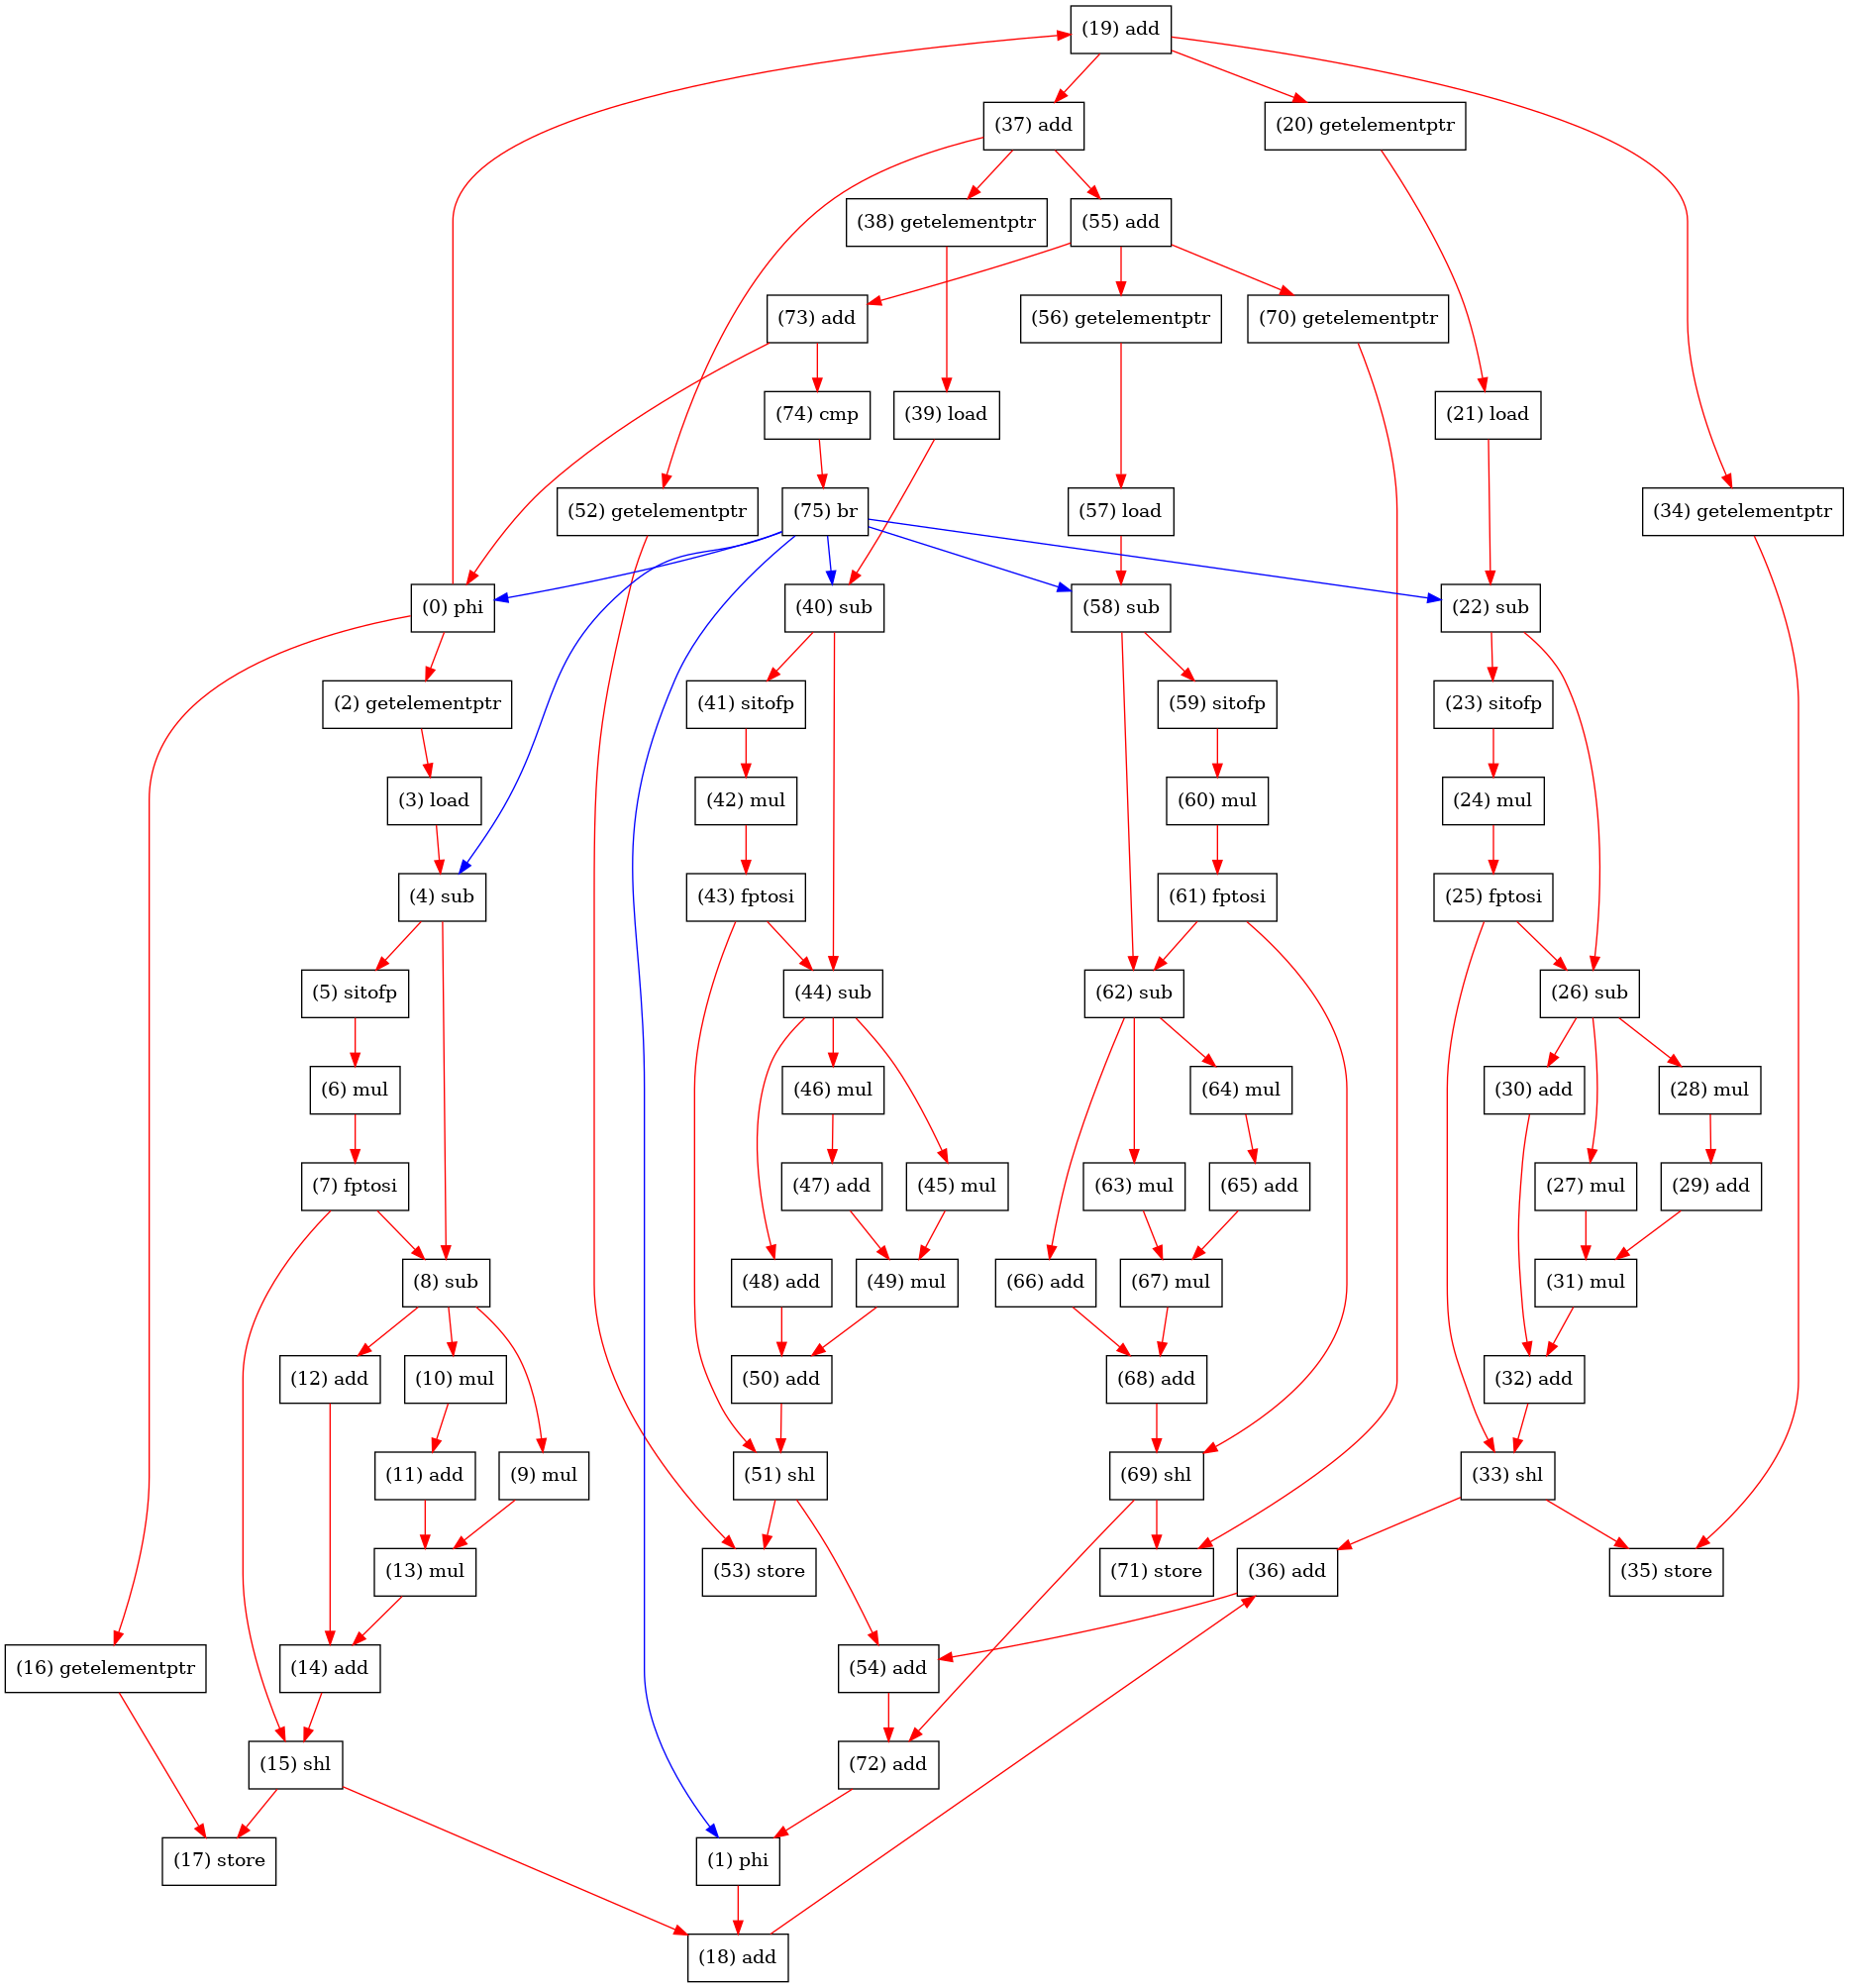 (19) add
(37) add
(20) getelementptr
(38) getelementptr
(55) add
(73) add
(56) getelementptr
(70) getelementptr
(74) cmp
(39) load
(21) load
(52) getelementptr
(75) br
(57) load
(34) getelementptr
(0) phi
(40) sub
(58) sub
(22) sub
(2) getelementptr
(41) sitofp
(59) sitofp
(23) sitofp
(3) load
(42) mul
(60) mul
(24) mul
(4) sub
(43) fptosi
(61) fptosi
(25) fptosi
(5) sitofp
(44) sub
(62) sub
(26) sub
(6) mul
(46) mul
(64) mul
(30) add
(28) mul
(7) fptosi
(47) add
(45) mul
(63) mul
(65) add
(27) mul
(29) add
(8) sub
(48) add
(49) mul
(66) add
(67) mul
(31) mul
(12) add
(10) mul
(50) add
(68) add
(32) add
(11) add
(9) mul
(51) shl
(69) shl
(33) shl
(13) mul
(53) store
(71) store
(36) add
(35) store
(16) getelementptr
(14) add
(54) add
(15) shl
(72) add
(17) store
(1) phi
(18) add